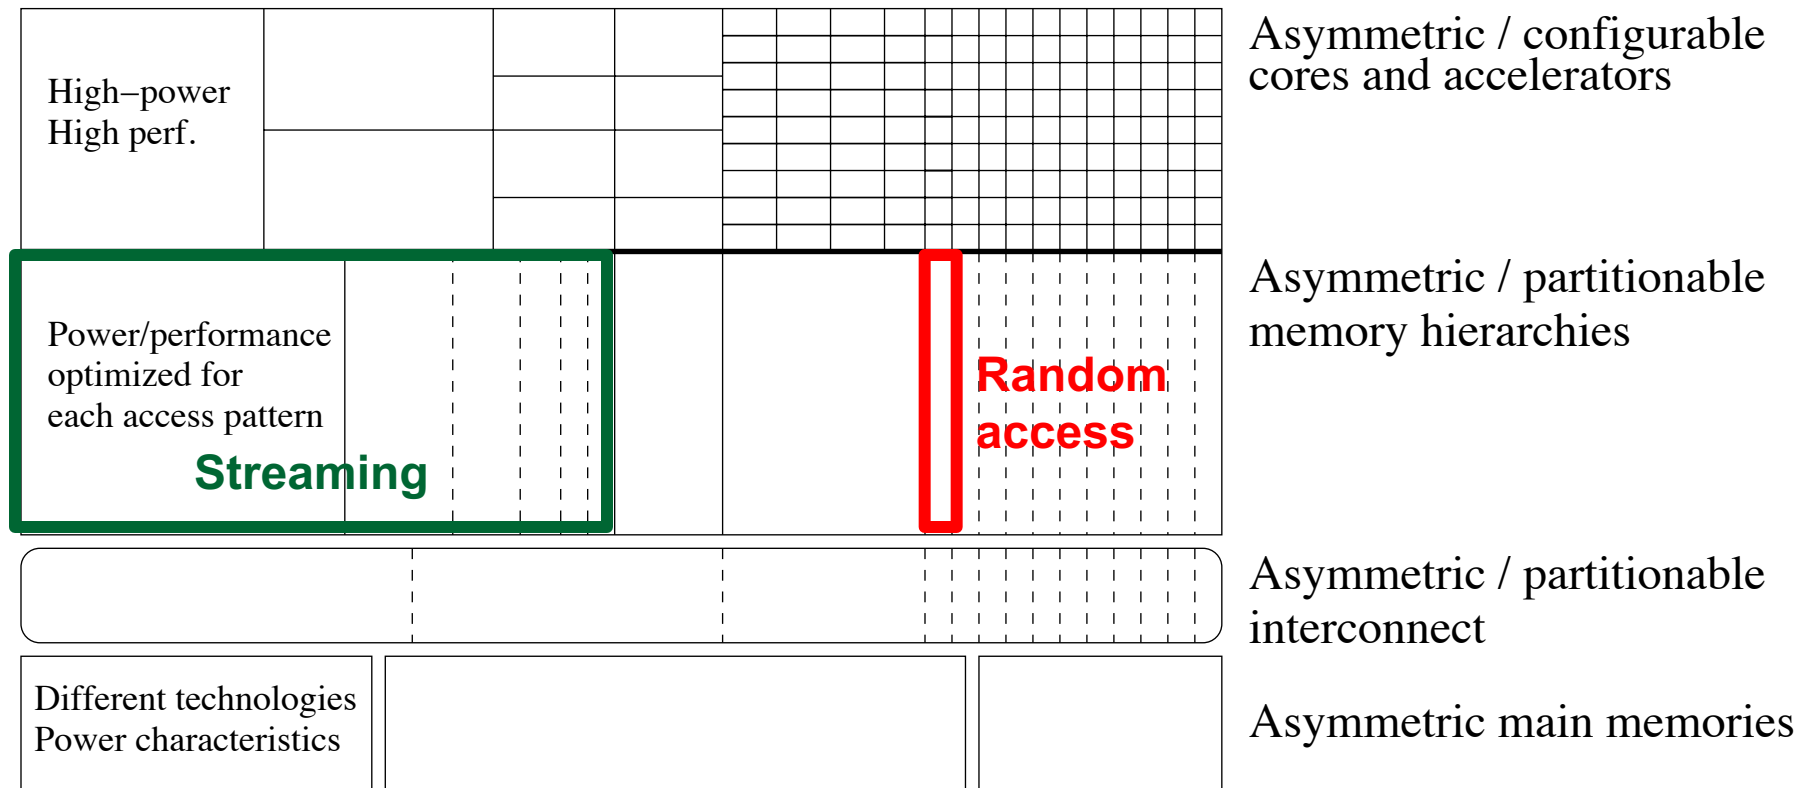 High−power
High perf.
Asymmetric / configurable
cores and accelerators
Power/performance
optimized for
each access pattern
Streaming
Random
access
Asymmetric / partitionable
memory hierarchies
Asymmetric / partitionable
interconnect
Different technologies
Power characteristics
Asymmetric main memories